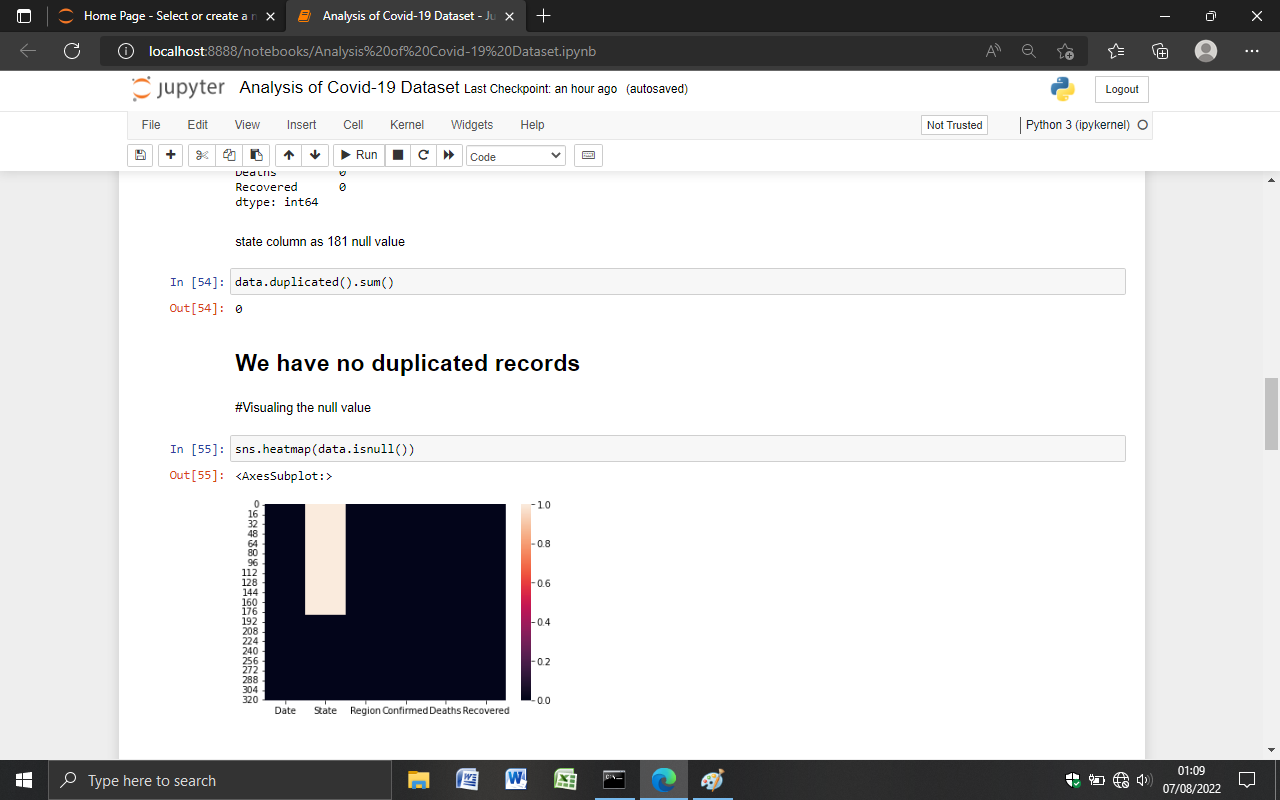 Home Page - Select or create a n
Analysis of Covid-19 Dataset - Ju
localhost:8888/notebooks/Analysis%20of%20Covid-19%20Dataset.ipynb
jupyter Analysis of Covid-19 Dataset Last Checkpoint: an hour ago (autosaved)
Logout
File Edit View Insert Cell Kernel Widgets Help
Not Trusted
Python 3 (ipykernel)
Run
Code
Deaths 0
Recovered 0
dtype: int64
state column as 181 null value
In [54]: data.duplicated().sum()
Out[54]: 0
We have no duplicated records
#Visualing the null value
In [55]: sns.heatmap(data.isnull())
Out[55]: <AxesSubplot:>
0
16
32
48
64
80
96
112
128
144
160
176
192
208
224
240
256
272
288
304
320
Date State Region Confirmed Deaths Recovered
1.0
0.8
0.6
0.4
0.2
0.0
Type here to search
01:09
07/08/2022